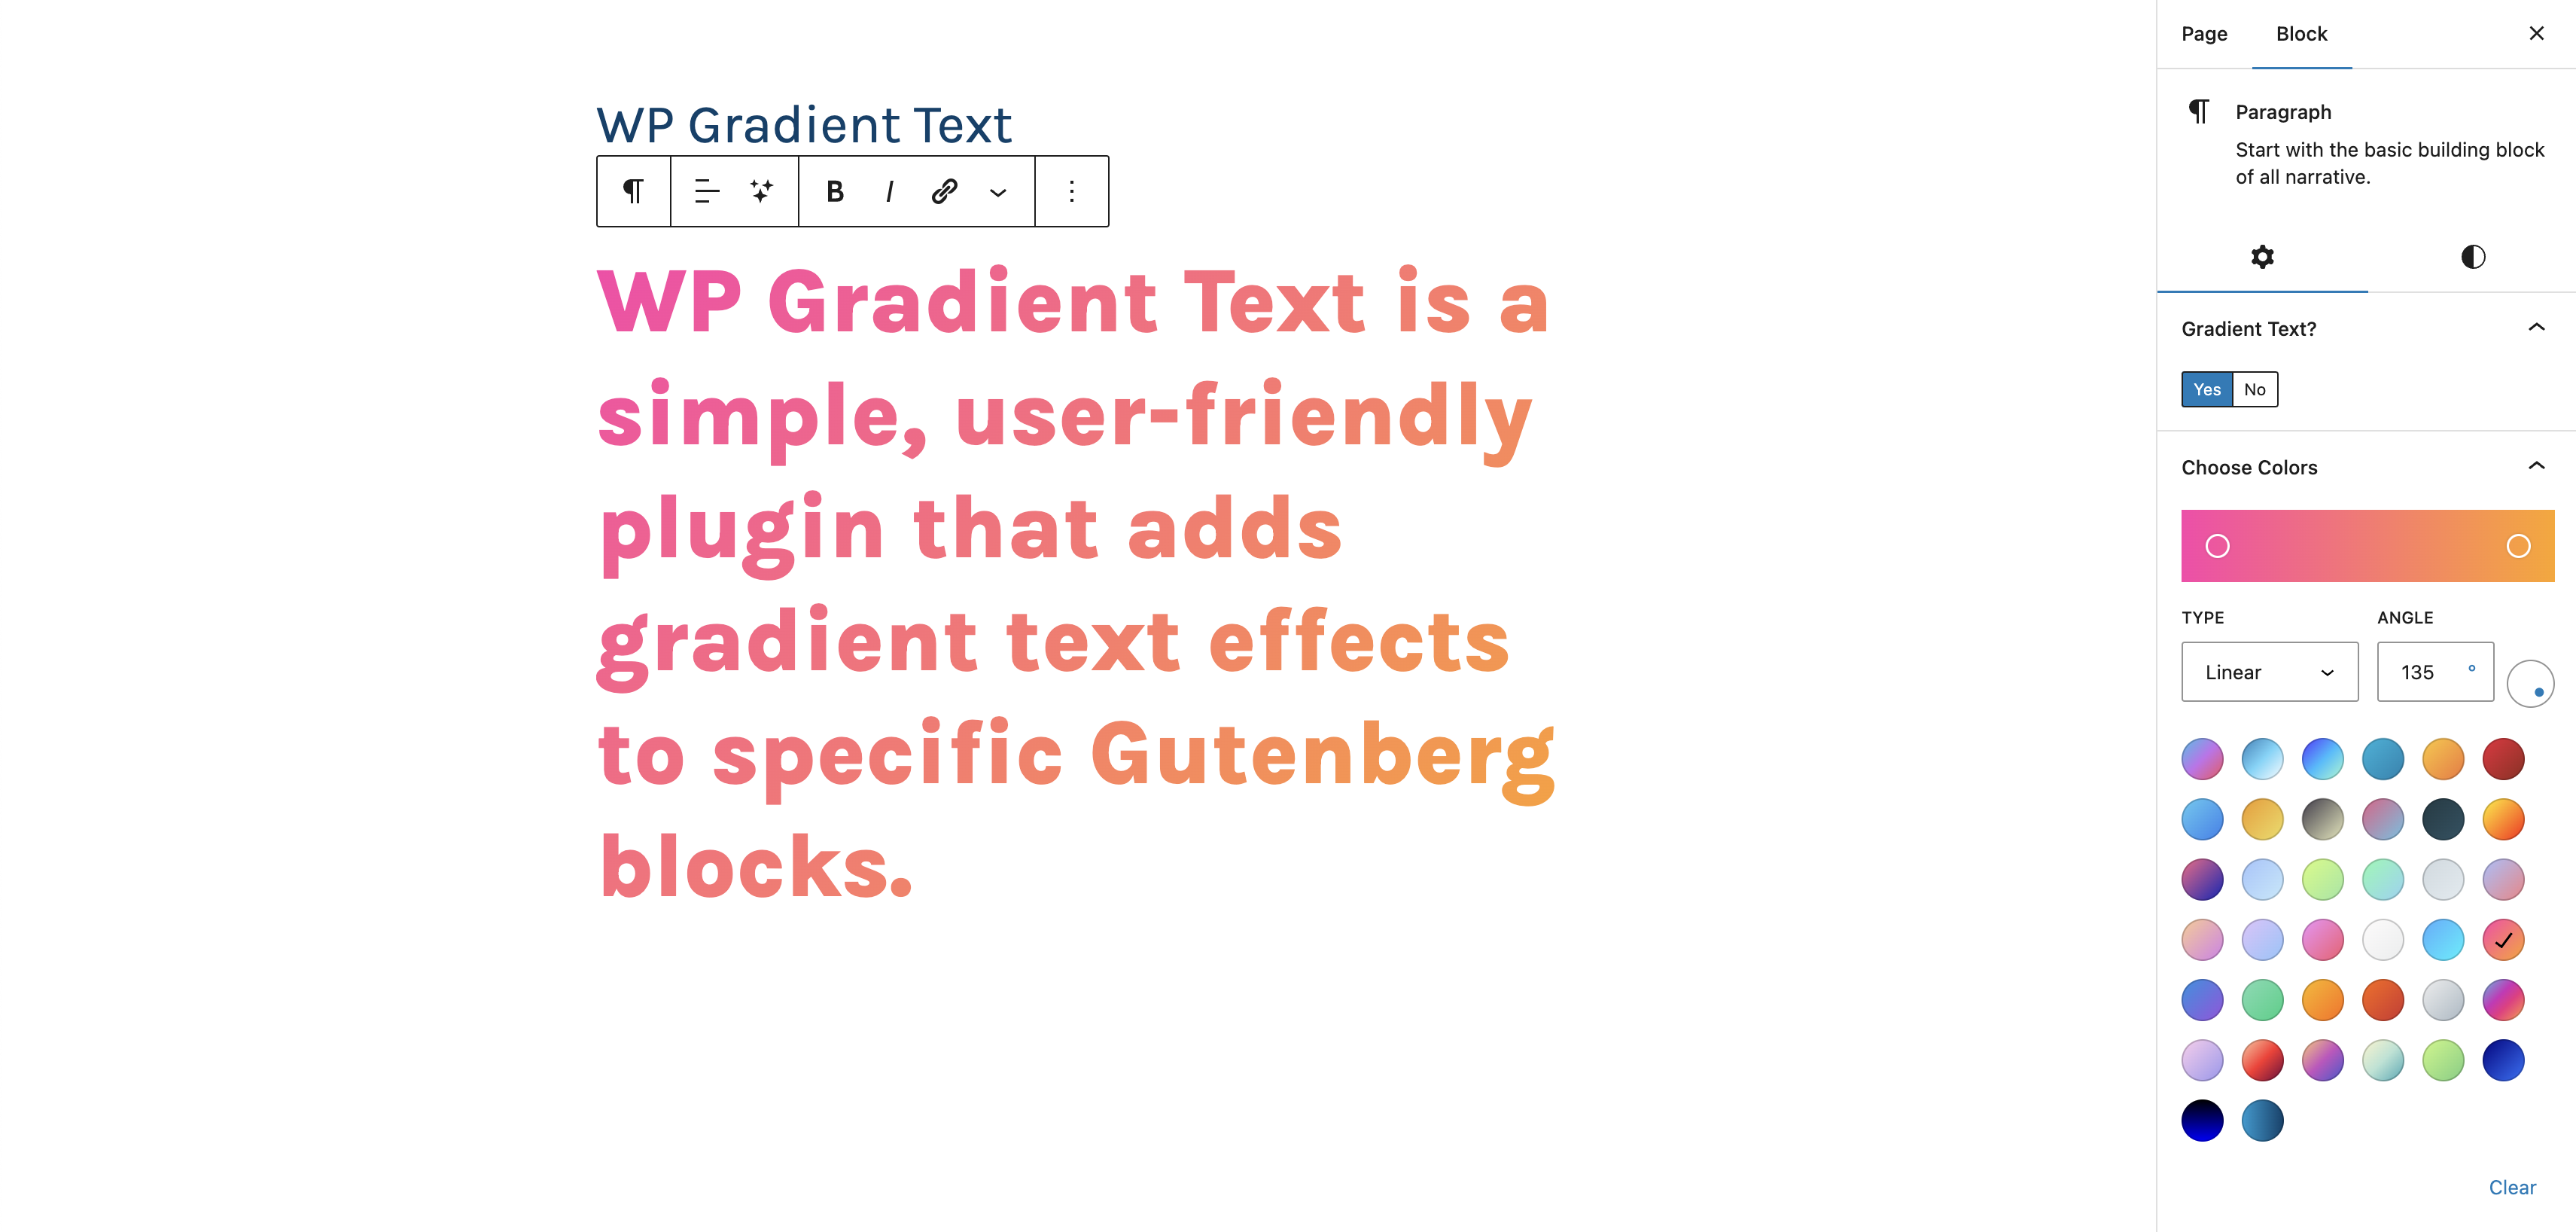 WP Gradient Text
B I
WP Gradient Text is a
simple, user-friendly
plugin that adds
gradient text effects
to specific Gutenberg
blocks.
Page Block
Paragraph
Start with the basic building block
of all narrative.
Gradient Text?
Yes No
Choose Colors
TYPE ANGLE
Linear 135 °
Clear